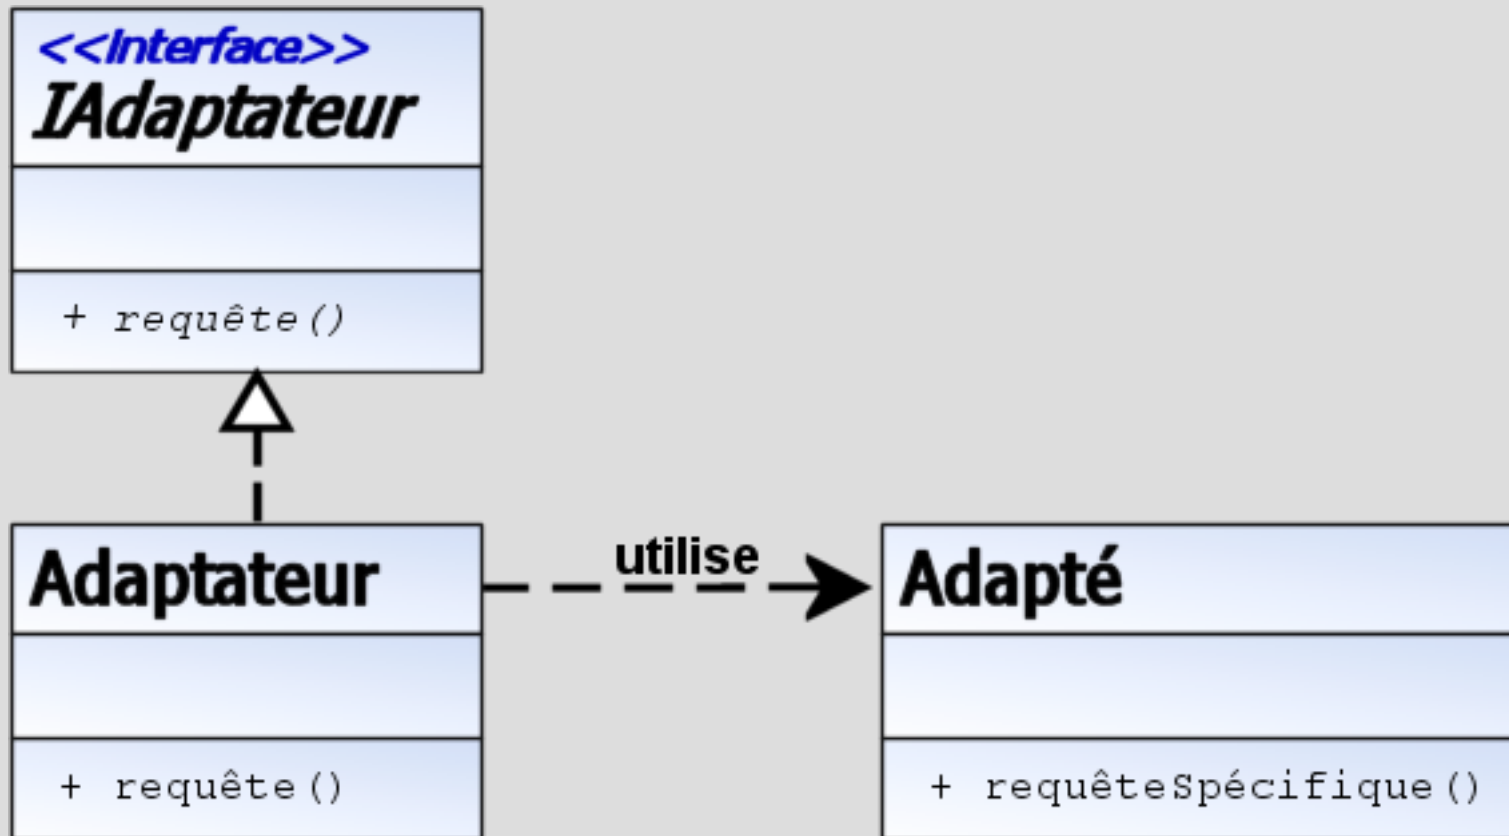 <<Interface>>
IAdaptateur
+ requête()
utilise
Adaptateur
Adapté
+ requête()
+ requêteSpécifique()